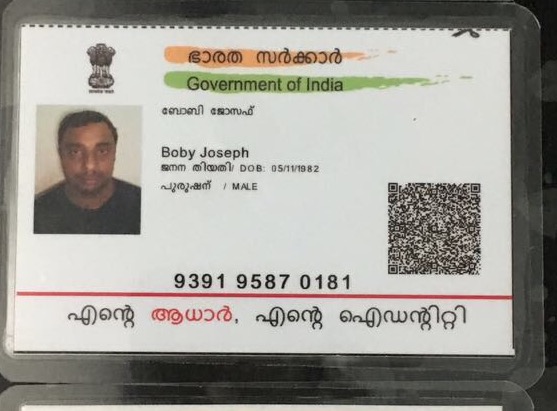 ഭാരത സർക്കാർ
Government of India
ബോബി ജോസഫ്
Boby Joseph
ജനന തിയതി/ DOB: 05/11/1982
പുരുഷന് / MALE
9391 9587 0181
എന്റെ ആധാർ, എന്റെ ഐഡന്റിറ്റി